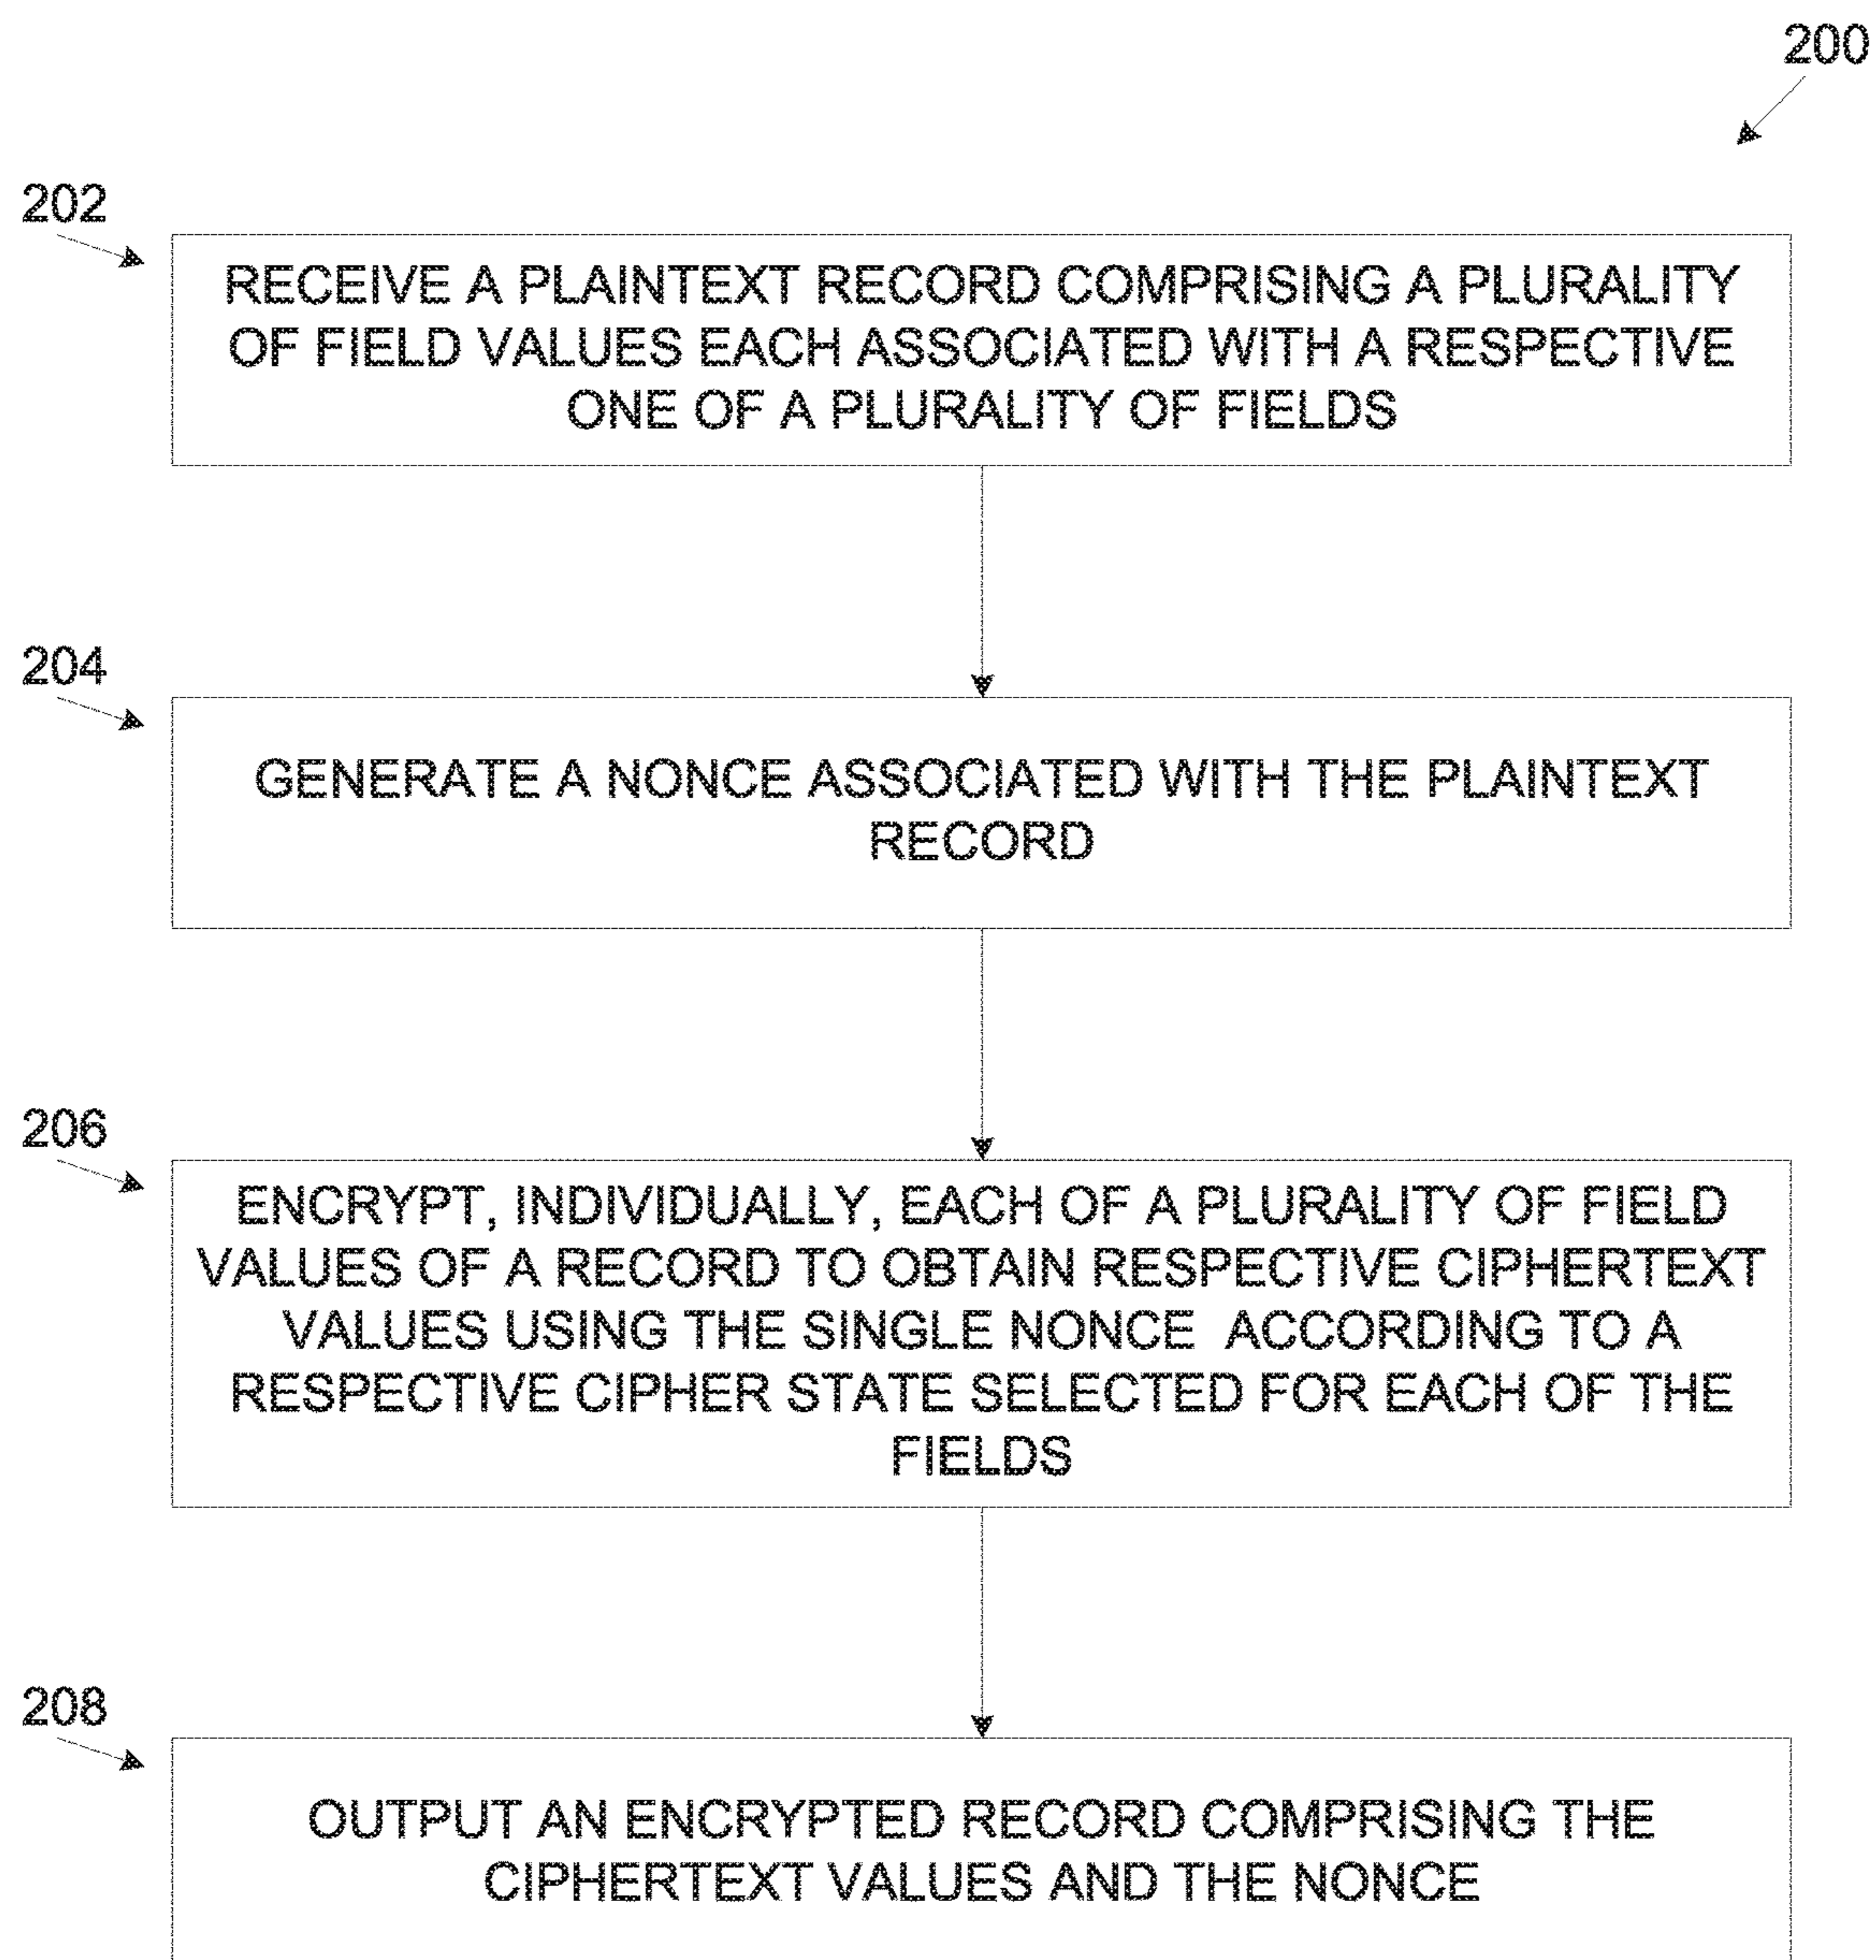 200
202
RECEIVE A PLAINTEXT RECORD COMPRISING A PLURALITY
OF FIELD VALUES EACH ASSOCIATED WITH A RESPECTIVE
ONE OF A PLURALITY OF FIELDS
204
GENERATE A NONCE ASSOCIATED WITH THE PLAINTEXT
RECORD
206
ENCRYPT, INDIVIDUALLY, EACH OF A PLURALITY OF FIELD
VALUES OF A RECORD TO OBTAIN RESPECTIVE CIPHERTEXT
VALUES USING THE SINGLE NONCE ACCORDING TO A
RESPECTIVE CIPHER STATE SELECTED FOR EACH OF THE
FIELDS
208
OUTPUT AN ENCRYPTED RECORD COMPRISING THE
CIPHERTEXT VALUES AND THE NONCE